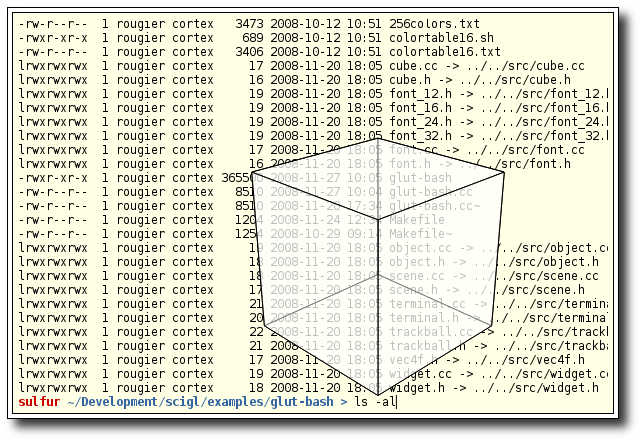 -rw-r--r-- 1 rougier cortex 3473 2008-10-12 10:51 256colors.txt
-rwxr-xr-x 1 rougier cortex 689 2008-10-12 10:51 colortable16.sh
-rw-r--r-- 1 rougier cortex 3406 2008-10-12 10:51 colortable16.txt
lrwxrwxrwx 1 rougier cortex 17 2008-11-20 18:05 cube.cc -> ../../src/cube.cc
lrwxrwxrwx 1 rougier cortex 16 2008-11-20 18:05 cube.h -> ../../src/cube.h
lrwxrwxrwx 1 rougier cortex 19 2008-11-20 18:05 font_12.h -> ../../src/font_12.h
lrwxrwxrwx 1 rougier cortex 19 2008-11-20 18:05 font_16.h -> ../../src/font_16.h
lrwxrwxrwx 1 rougier cortex 19 2008-11-20 18:05 font_24.h -> ../../src/font_24.h
lrwxrwxrwx 1 rougier cortex 19 2008-11-20 18:05 font_32.h -> ../../src/font_32.h
lrwxrwxrwx 1 rougier cortex 17 2008-11-20 18:05 font.cc -> ../../src/font.cc
lrwxrwxrwx 1 rougier cortex 16 2008-11-20 18:05 font.h -> ../../src/font.h
-rwxr-xr-x 1 rougier cortex 2008-11-27 10:05 glut-bash
-rw-r--r-- 1 rougier cortex 2008-11-27 10:04 glut-bash.cc
-rw-r--r-- 1 rougier cortex 17:34 glut-bash.cc~
-rw-r--r-- 1 rougier cortex 2008-11-24 Makefile
-rw-r--r-- 1 rougier cortex 2008-10-29 09:14 Makefile~
lrwxrwxrwx 1 rougier cortex 2008-11-20 18:05 object.cc -> ../../src/object.cc
lrwxrwxrwx 1 rougier cortex 18 2008-11-20 18:05 object.h -> ../../src/object.h
lrwxrwxrwx 1 rougier cortex 18 2008-11-20 18:05 scene.cc -> ../../src/scene.cc
lrwxrwxrwx 1 rougier cortex 17 2008-11-20 18:05 scene.h -> ../../src/scene.h
lrwxrwxrwx 1 rougier cortex 21 2008-11-20 18:05 terminal.cc -> ../../src/termina
lrwxrwxrwx 1 rougier cortex 20 2008-11-20 18:05 terminal.h -> ../../src/terminal
lrwxrwxrwx 1 rougier cortex 22 2008-11-20 18:05 trackball.cc -> ../../src/trackl
lrwxrwxrwx 1 rougier cortex 21 2008-11-20 18:05 trackball.h -> ../../src/trackba
lrwxrwxrwx 1 rougier cortex 17 2008-11-20 18:05 vec4f.h -> ../../src/vec4f.h
lrwxrwxrwx 1 rougier cortex 19 2008-11-20 18:05 widget.cc -> ../../src/widget.cc
lrwxrwxrwx 1 rougier cortex 18 2008-11-20 18:05 widget.h -> ../../src/widget.h
sulfur ~/Development/scigl/examples/glut-bash > ls -al